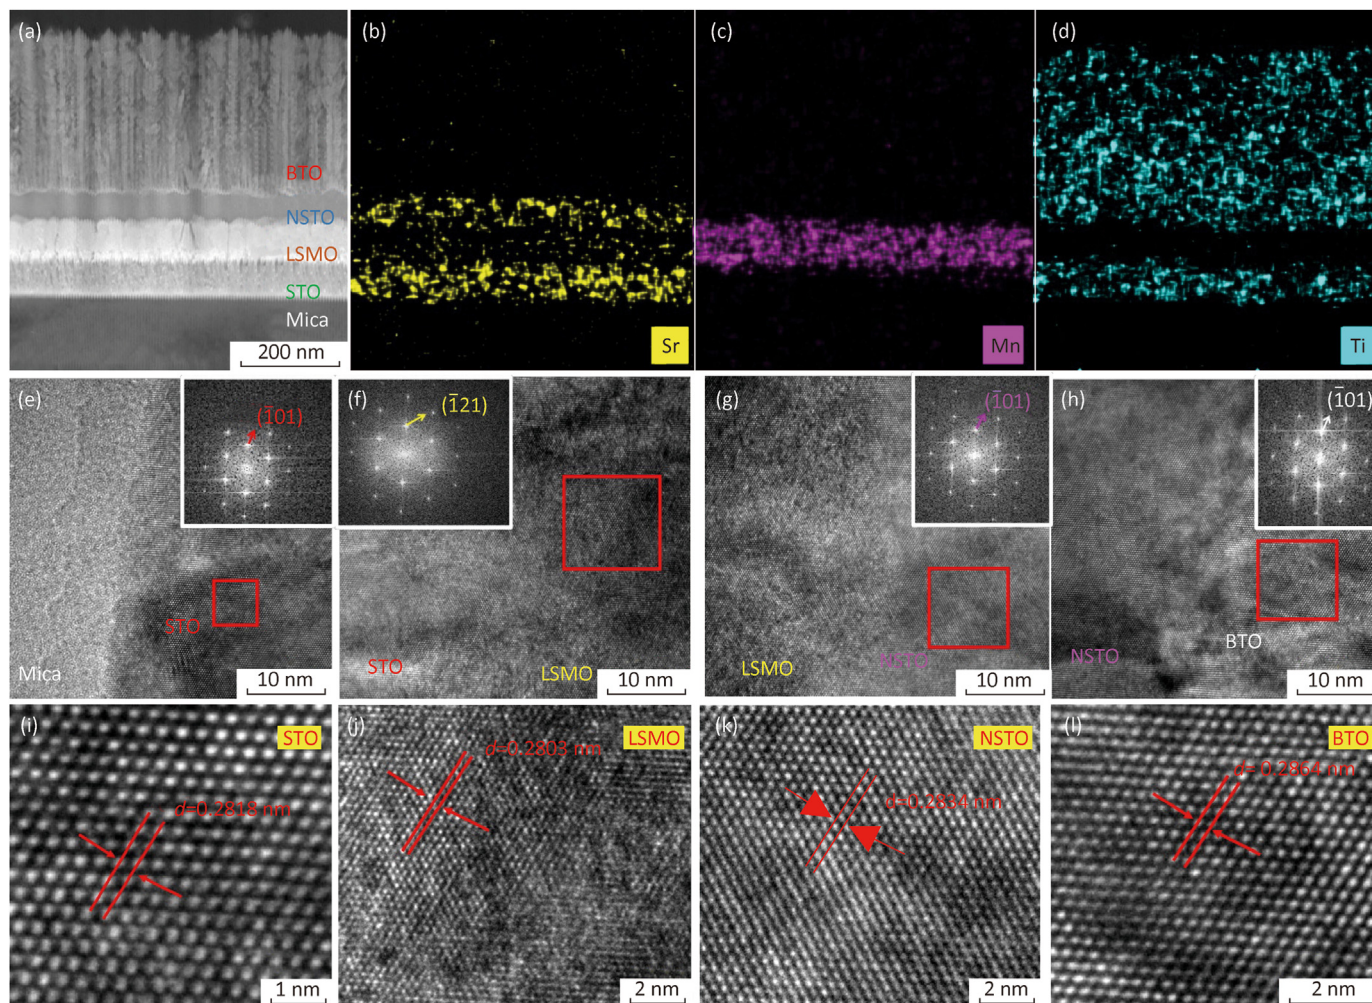 (a)
BTO
NSTO
LSMO
STO
Mica
200 nm
(b)
Sr
(c)
Mn
(d)
Ti
(e)
(1̄01)
STO
Mica
10 nm
(f)
(1̄21)
STO
LSMO
10 nm
(g)
(1̄01)
LSMO
NSTO
10 nm
(h)
(1̄01)
NSTO
BTO
10 nm
(i)
STO
d=0.2818 nm
1 nm
(j)
LSMO
d=0.2803 nm
2 nm
(k)
NSTO
d=0.2834 nm
2 nm
(l)
BTO
d= 0.2864 nm
2 nm